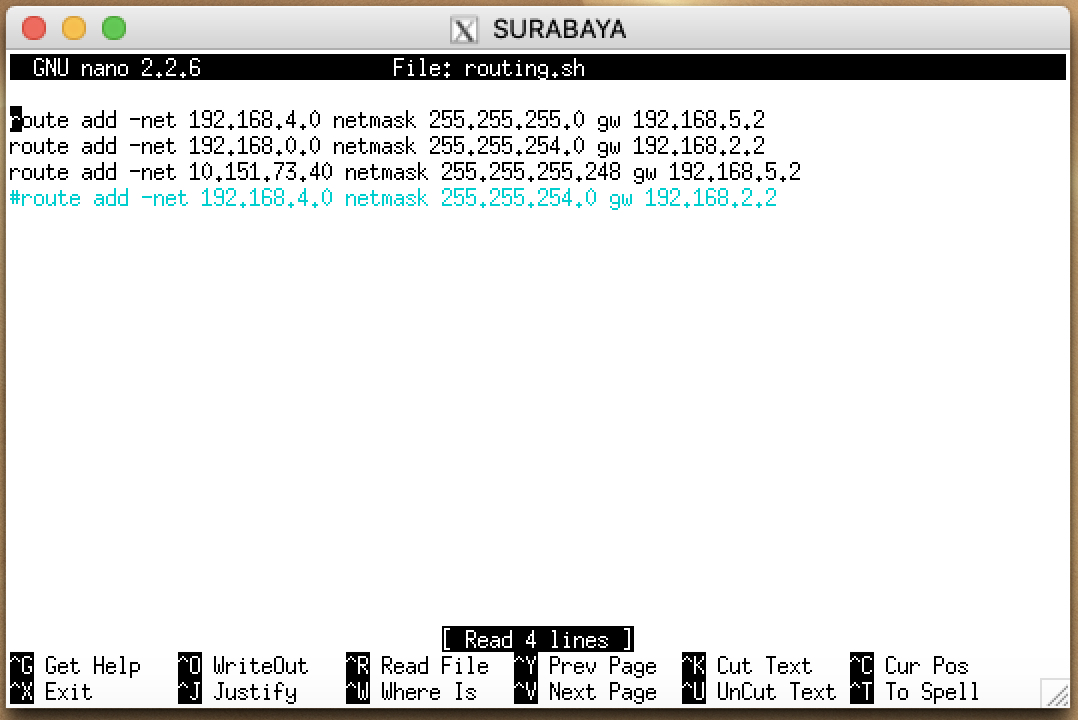 SURABAYA
GNU nano 2.2.6 File: routing.sh
route add -net 192.168.4.0 netmask 255.255.255.0 gw 192.168.5.2
route add -net 192.168.0.0 netmask 255.255.254.0 gw 192.168.2.2
route add -net 10.151.73.40 netmask 255.255.255.248 gw 192.168.5.2
#route add -net 192.168.4.0 netmask 255.255.254.0 gw 192.168.2.2
[ Read 4 lines ]
^G Get Help ^O WriteOut ^R Read File ^Y Prev Page ^K Cut Text ^C Cur Pos
^X Exit ^J Justify ^W Where Is ^V Next Page ^U UnCut Text ^T To Spell